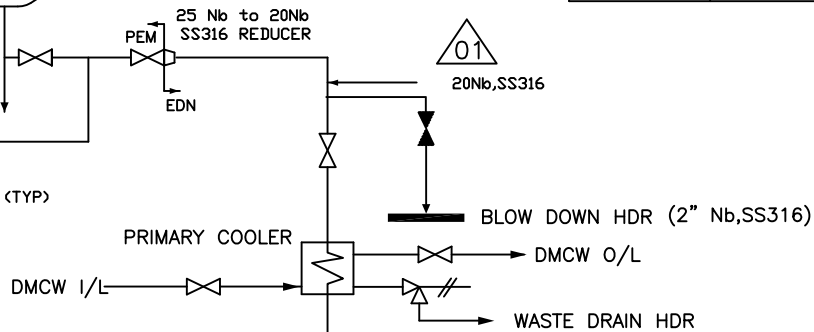 25 Nb to 20Nb
SS316 REDUCER
PEM
EDN
01
20Nb,SS316
(TYP)
BLOW DOWN HDR (2" Nb,SS316)
PRIMARY COOLER
DMCW O/L
DMCW I/L
WASTE DRAIN HDR